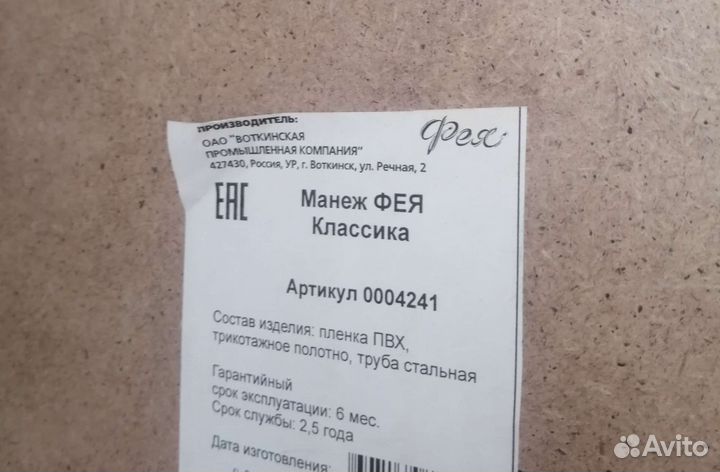 ПРОИЗВОДИТЕЛЬ:
ОАО "ВОТКИНСКАЯ
ПРОМЫШЛЕННАЯ КОМПАНИЯ"
427430, Россия, УР, г. Воткинск, ул. Речная, 2
Фея
EAC
Манеж ФЕЯ
Классика
Артикул 0004241
Состав изделия: пленка ПВХ,
трикотажное полотно, труба стальная
Гарантийный
срок эксплуатации: 6 мес.
Срок службы: 2,5 года
Дата изготовления:
Avito